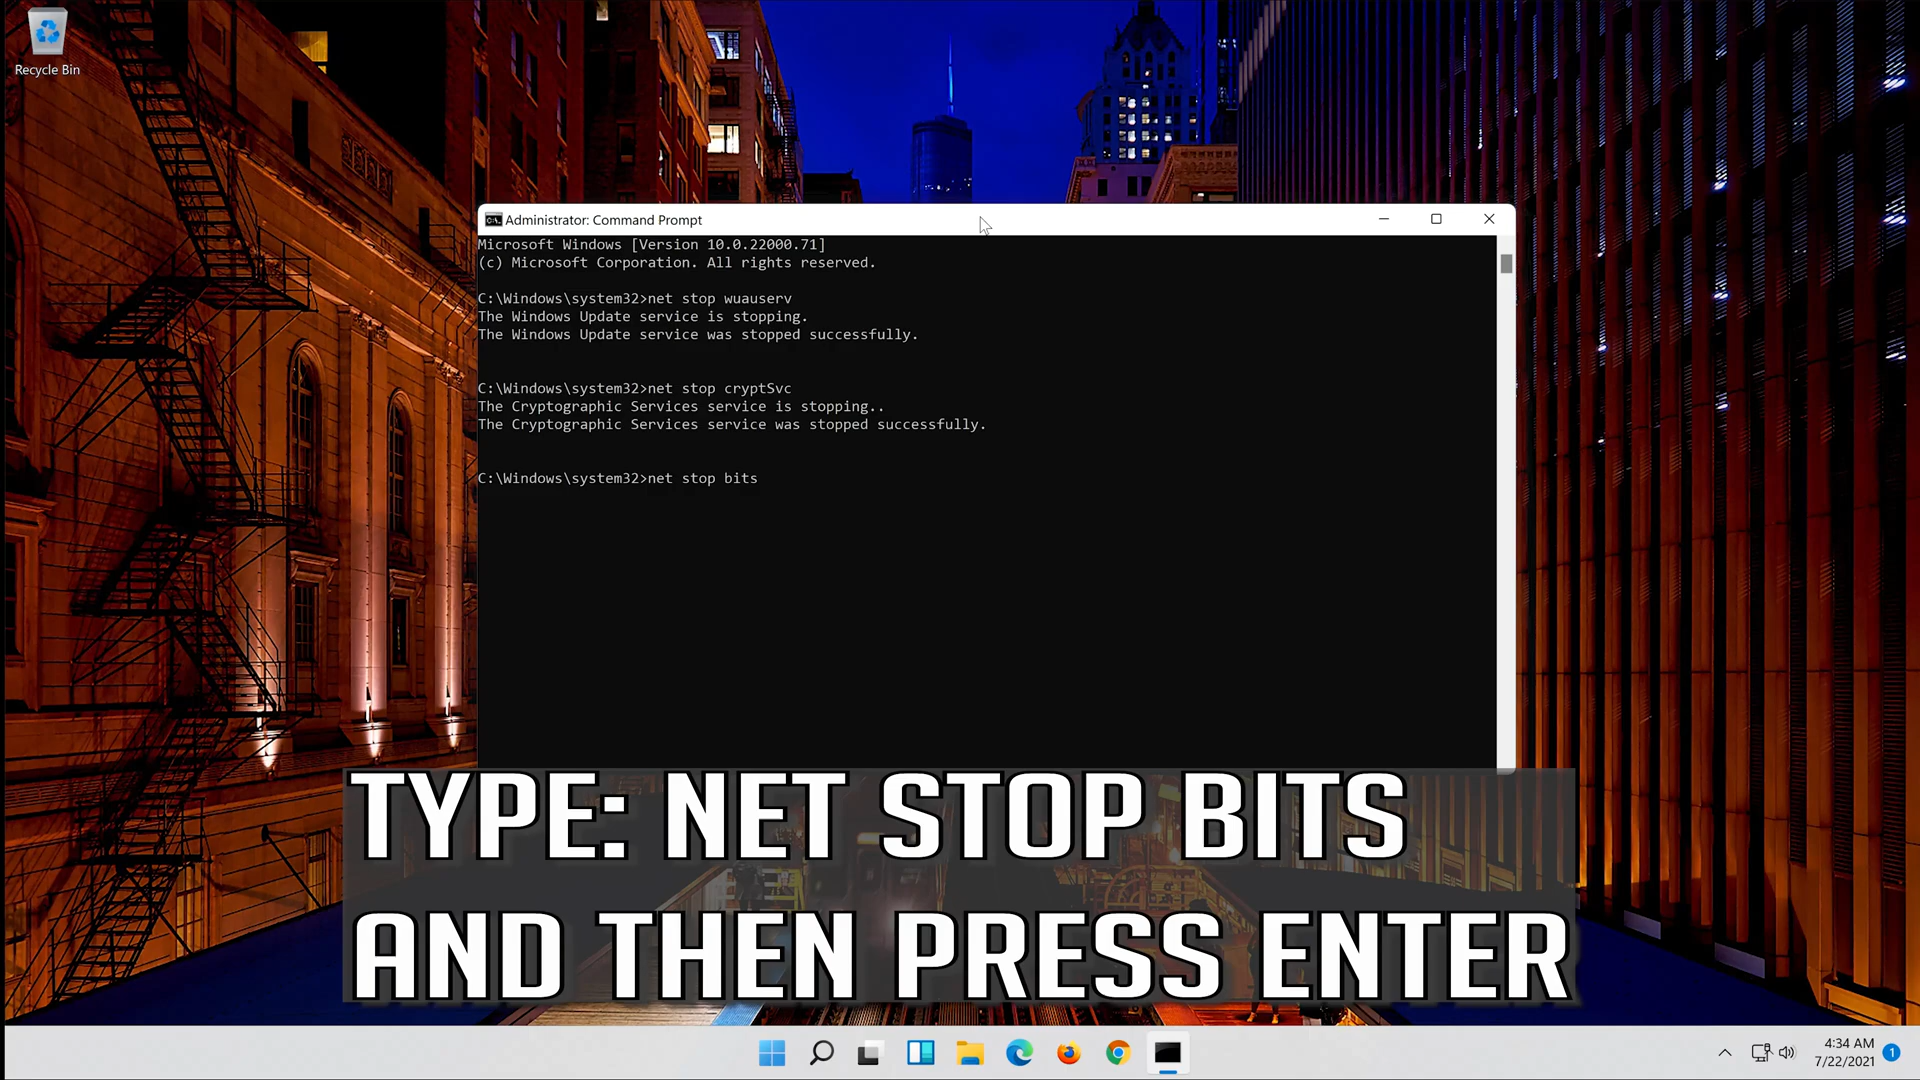 Recycle Bin
Administrator: Command Prompt
Microsoft Windows [Version 10.0.22000.71]
(c) Microsoft Corporation. All rights reserved.
C:\Windows\system32>net stop wuauserv
The Windows Update service is stopping.
The Windows Update service was stopped successfully.
C:\Windows\system32>net stop cryptSvc
The Cryptographic Services service is stopping..
The Cryptographic Services service was stopped successfully.
C:\Windows\system32>net stop bits
TYPE: NET STOP BITS
AND THEN PRESS ENTER
4:34 AM
7/22/2021
1